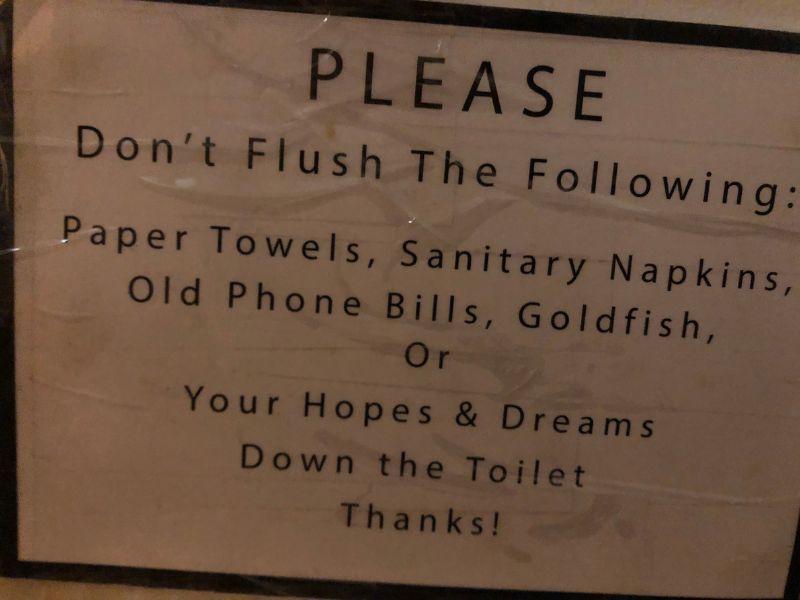 PLEASE
Don't Flush The Following:
Paper Towels, Sanitary Napkins,
Old Phone Bills, Goldfish,
Or
Your Hopes & Dreams
Down the Toilet
Thanks!